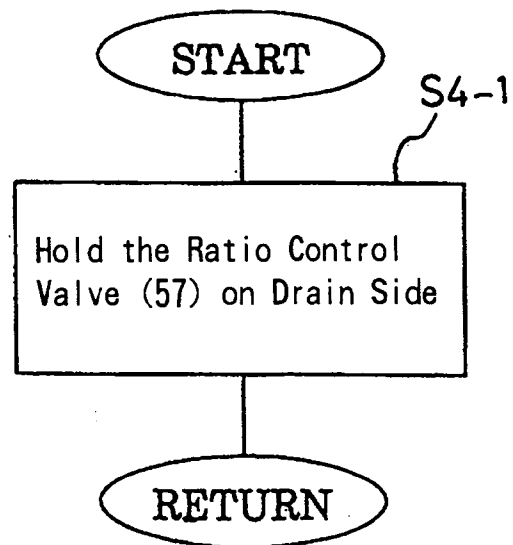 START
S4-1
Hold the Ratio Control
Valve (57) on Drain Side
RETURN